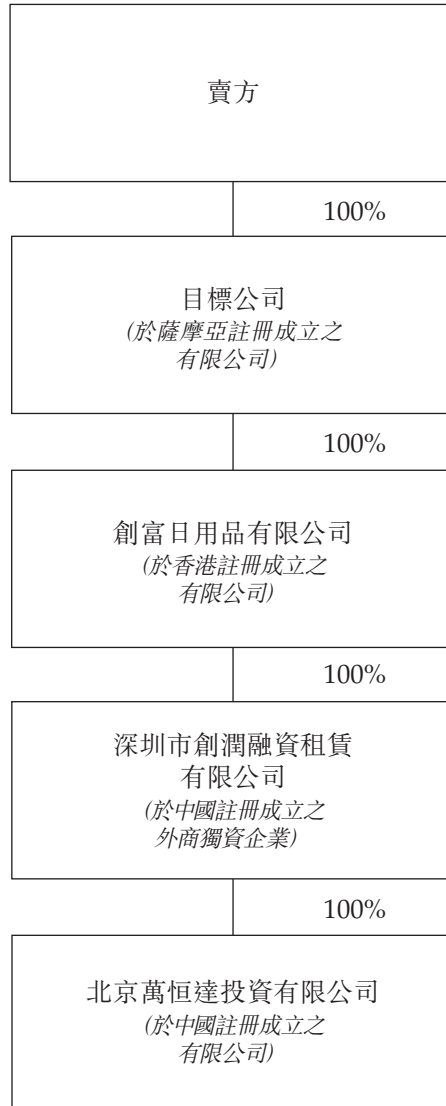 賣方
100%
目標公司
(於薩摩亞註冊成立之
有限公司)
100%
創富日用品有限公司
(於香港註冊成立之
有限公司)
100%
深圳市創潤融資租賃
有限公司
(於中國註冊成立之
外商獨資企業)
100%
北京萬恒達投資有限公司
(於中國註冊成立之
有限公司)